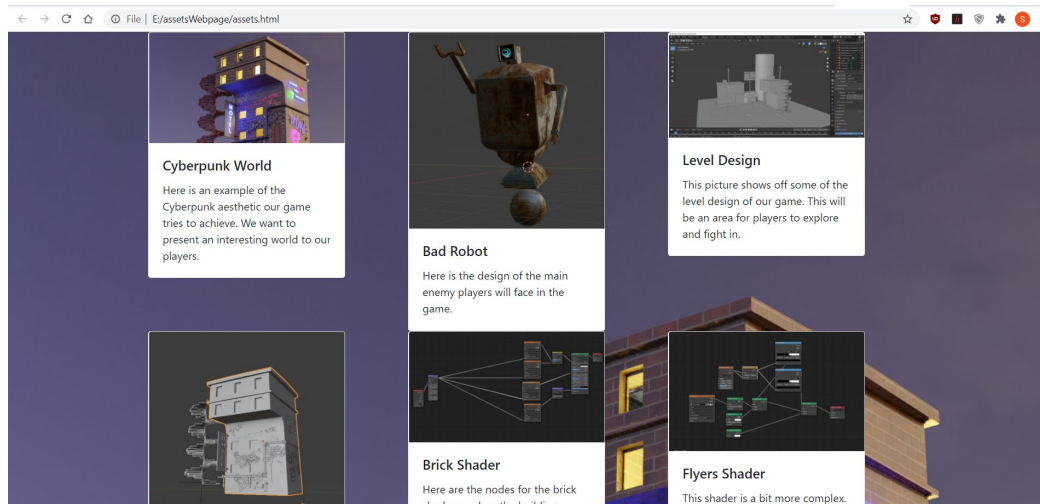 File | E:/assetsWebpage/assets.html
S
HOTEL
Cyberpunk World
Here is an example of the
Cyberpunk aesthetic our game
tries to achieve. We want to
present an interesting world to our
players.
Bad Robot
Here is the design of the main
enemy players will face in the
game.
Level Design
This picture shows off some of the
level design of our game. This will
be an area for players to explore
and fight in.
Brick Shader
Here are the nodes for the brick
Flyers Shader
This shader is a bit more complex.